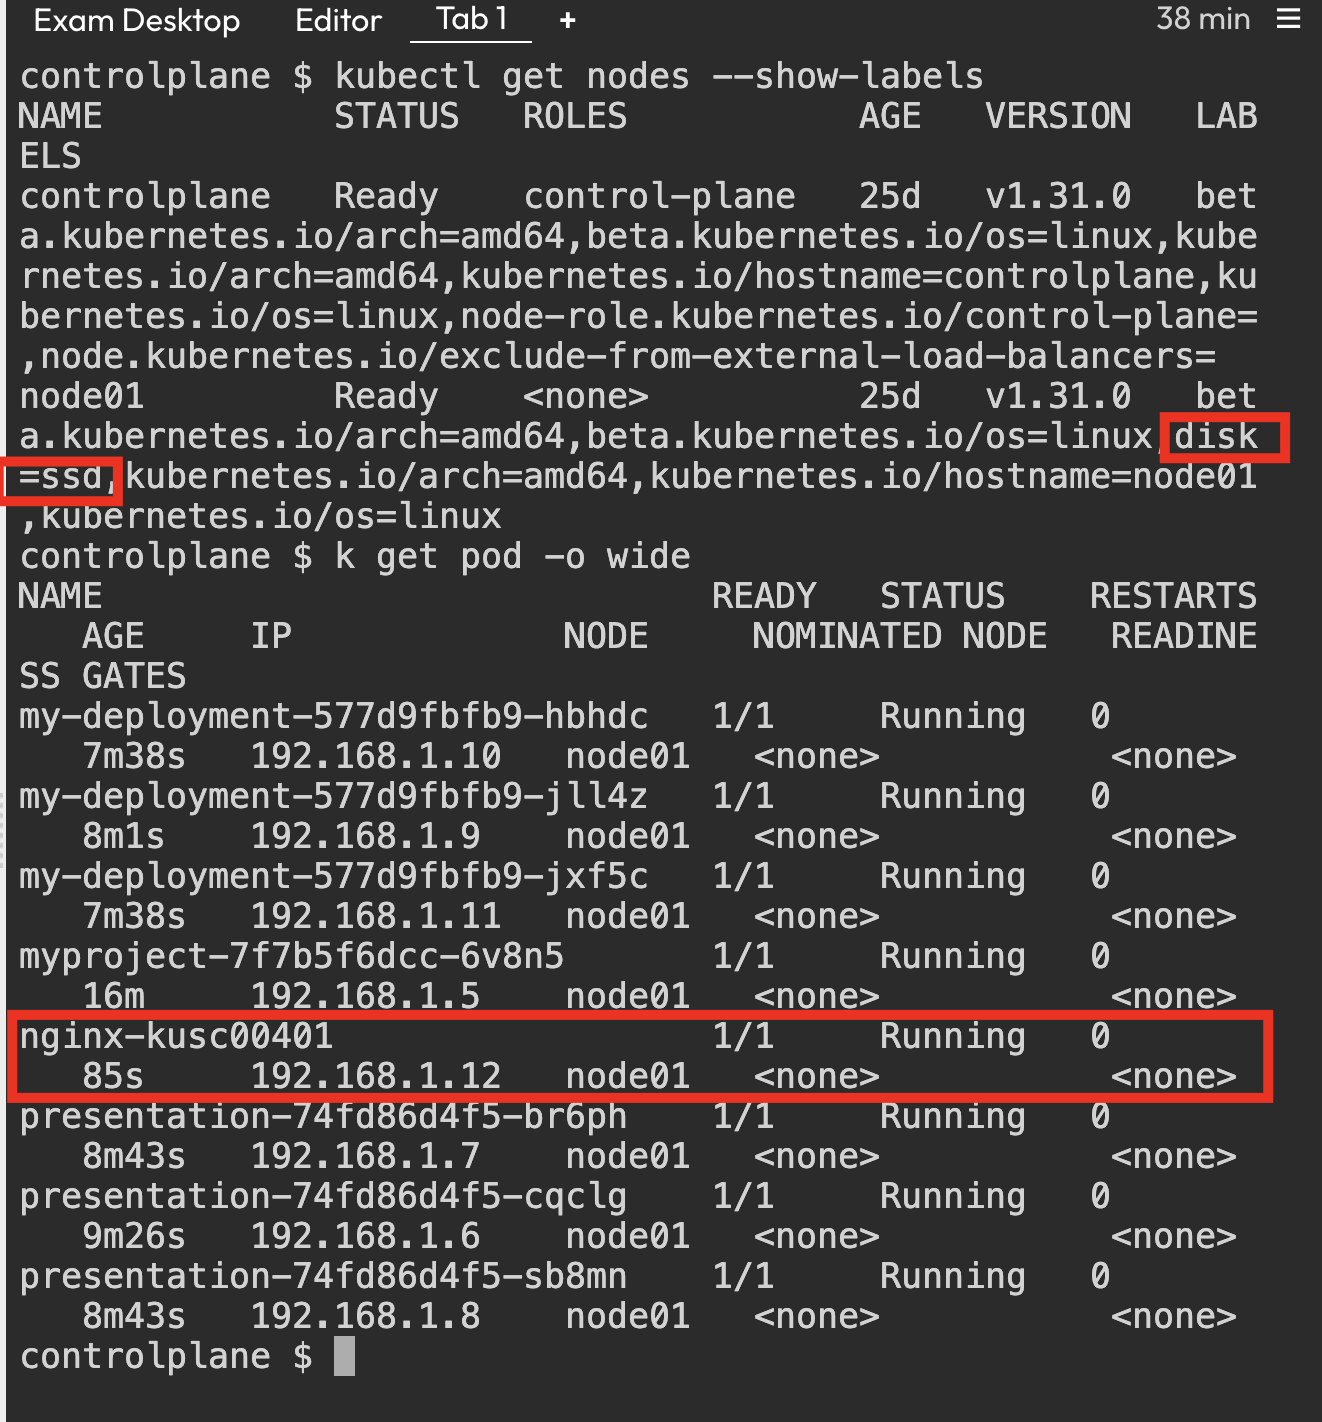 Exam Desktop Editor Tab 1 + 38 min
controlplane $ kubectl get nodes --show-labels
NAME STATUS ROLES AGE VERSION LAB
ELS
controlplane Ready control-plane 25d v1.31.0 bet
a.kubernetes.io/arch=amd64,beta.kubernetes.io/os=linux,kube
rnetes.io/arch=amd64,kubernetes.io/hostname=controlplane,ku
bernetes.io/os=linux,node-role.kubernetes.io/control-plane=
,node.kubernetes.io/exclude-from-external-load-balancers=
node01 Ready <none> 25d v1.31.0 bet
a.kubernetes.io/arch=amd64,beta.kubernetes.io/os=linux,disk
=ssd,kubernetes.io/arch=amd64,kubernetes.io/hostname=node01
,kubernetes.io/os=linux
controlplane $ k get pod -o wide
NAME READY STATUS RESTARTS
AGE IP NODE NOMINATED NODE READINE
SS GATES
my-deployment-577d9fbfb9-hbhdc 1/1 Running 0
7m38s 192.168.1.10 node01 <none> <none>
my-deployment-577d9fbfb9-jll4z 1/1 Running 0
8m1s 192.168.1.9 node01 <none> <none>
my-deployment-577d9fbfb9-jxf5c 1/1 Running 0
7m38s 192.168.1.11 node01 <none> <none>
myproject-7f7b5f6dcc-6v8n5 1/1 Running 0
16m 192.168.1.5 node01 <none> <none>
nginx-kusc00401 1/1 Running 0
85s 192.168.1.12 node01 <none> <none>
presentation-74fd86d4f5-br6ph 1/1 Running 0
8m43s 192.168.1.7 node01 <none> <none>
presentation-74fd86d4f5-cqclg 1/1 Running 0
9m26s 192.168.1.6 node01 <none> <none>
presentation-74fd86d4f5-sb8mn 1/1 Running 0
8m43s 192.168.1.8 node01 <none> <none>
controlplane $